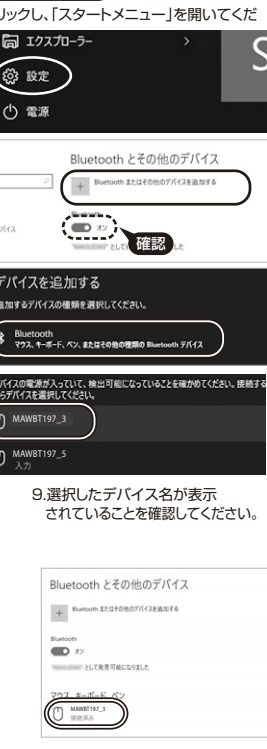 リックし、「スタートメニュー」を開いてくだ
エクスプローラー
設定
電源
Bluetooth とその他のデバイス
Bluetooth またはその他のデバイスを追加する
バイス
オン
確認
デバイスを追加する
追加するデバイスの種類を選択してください。
Bluetooth
マウス、キーボード、ペン、またはその他の種類の Bluetooth デバイス
バイスの電源が入っていて、検出可能になっていることを確かめてください。接続する
らデバイスを選択してください。
MAWBT197_3
MAWBT197_5
入力
9.選択したデバイス名が表示
されていることを確認してください。
Bluetooth とその他のデバイス
Bluetooth またはその他のデバイスを追加する
Bluetooth
オン
として発見可能になりました
マウス、キーボード、ペン
MAWBT197_3
接続済み